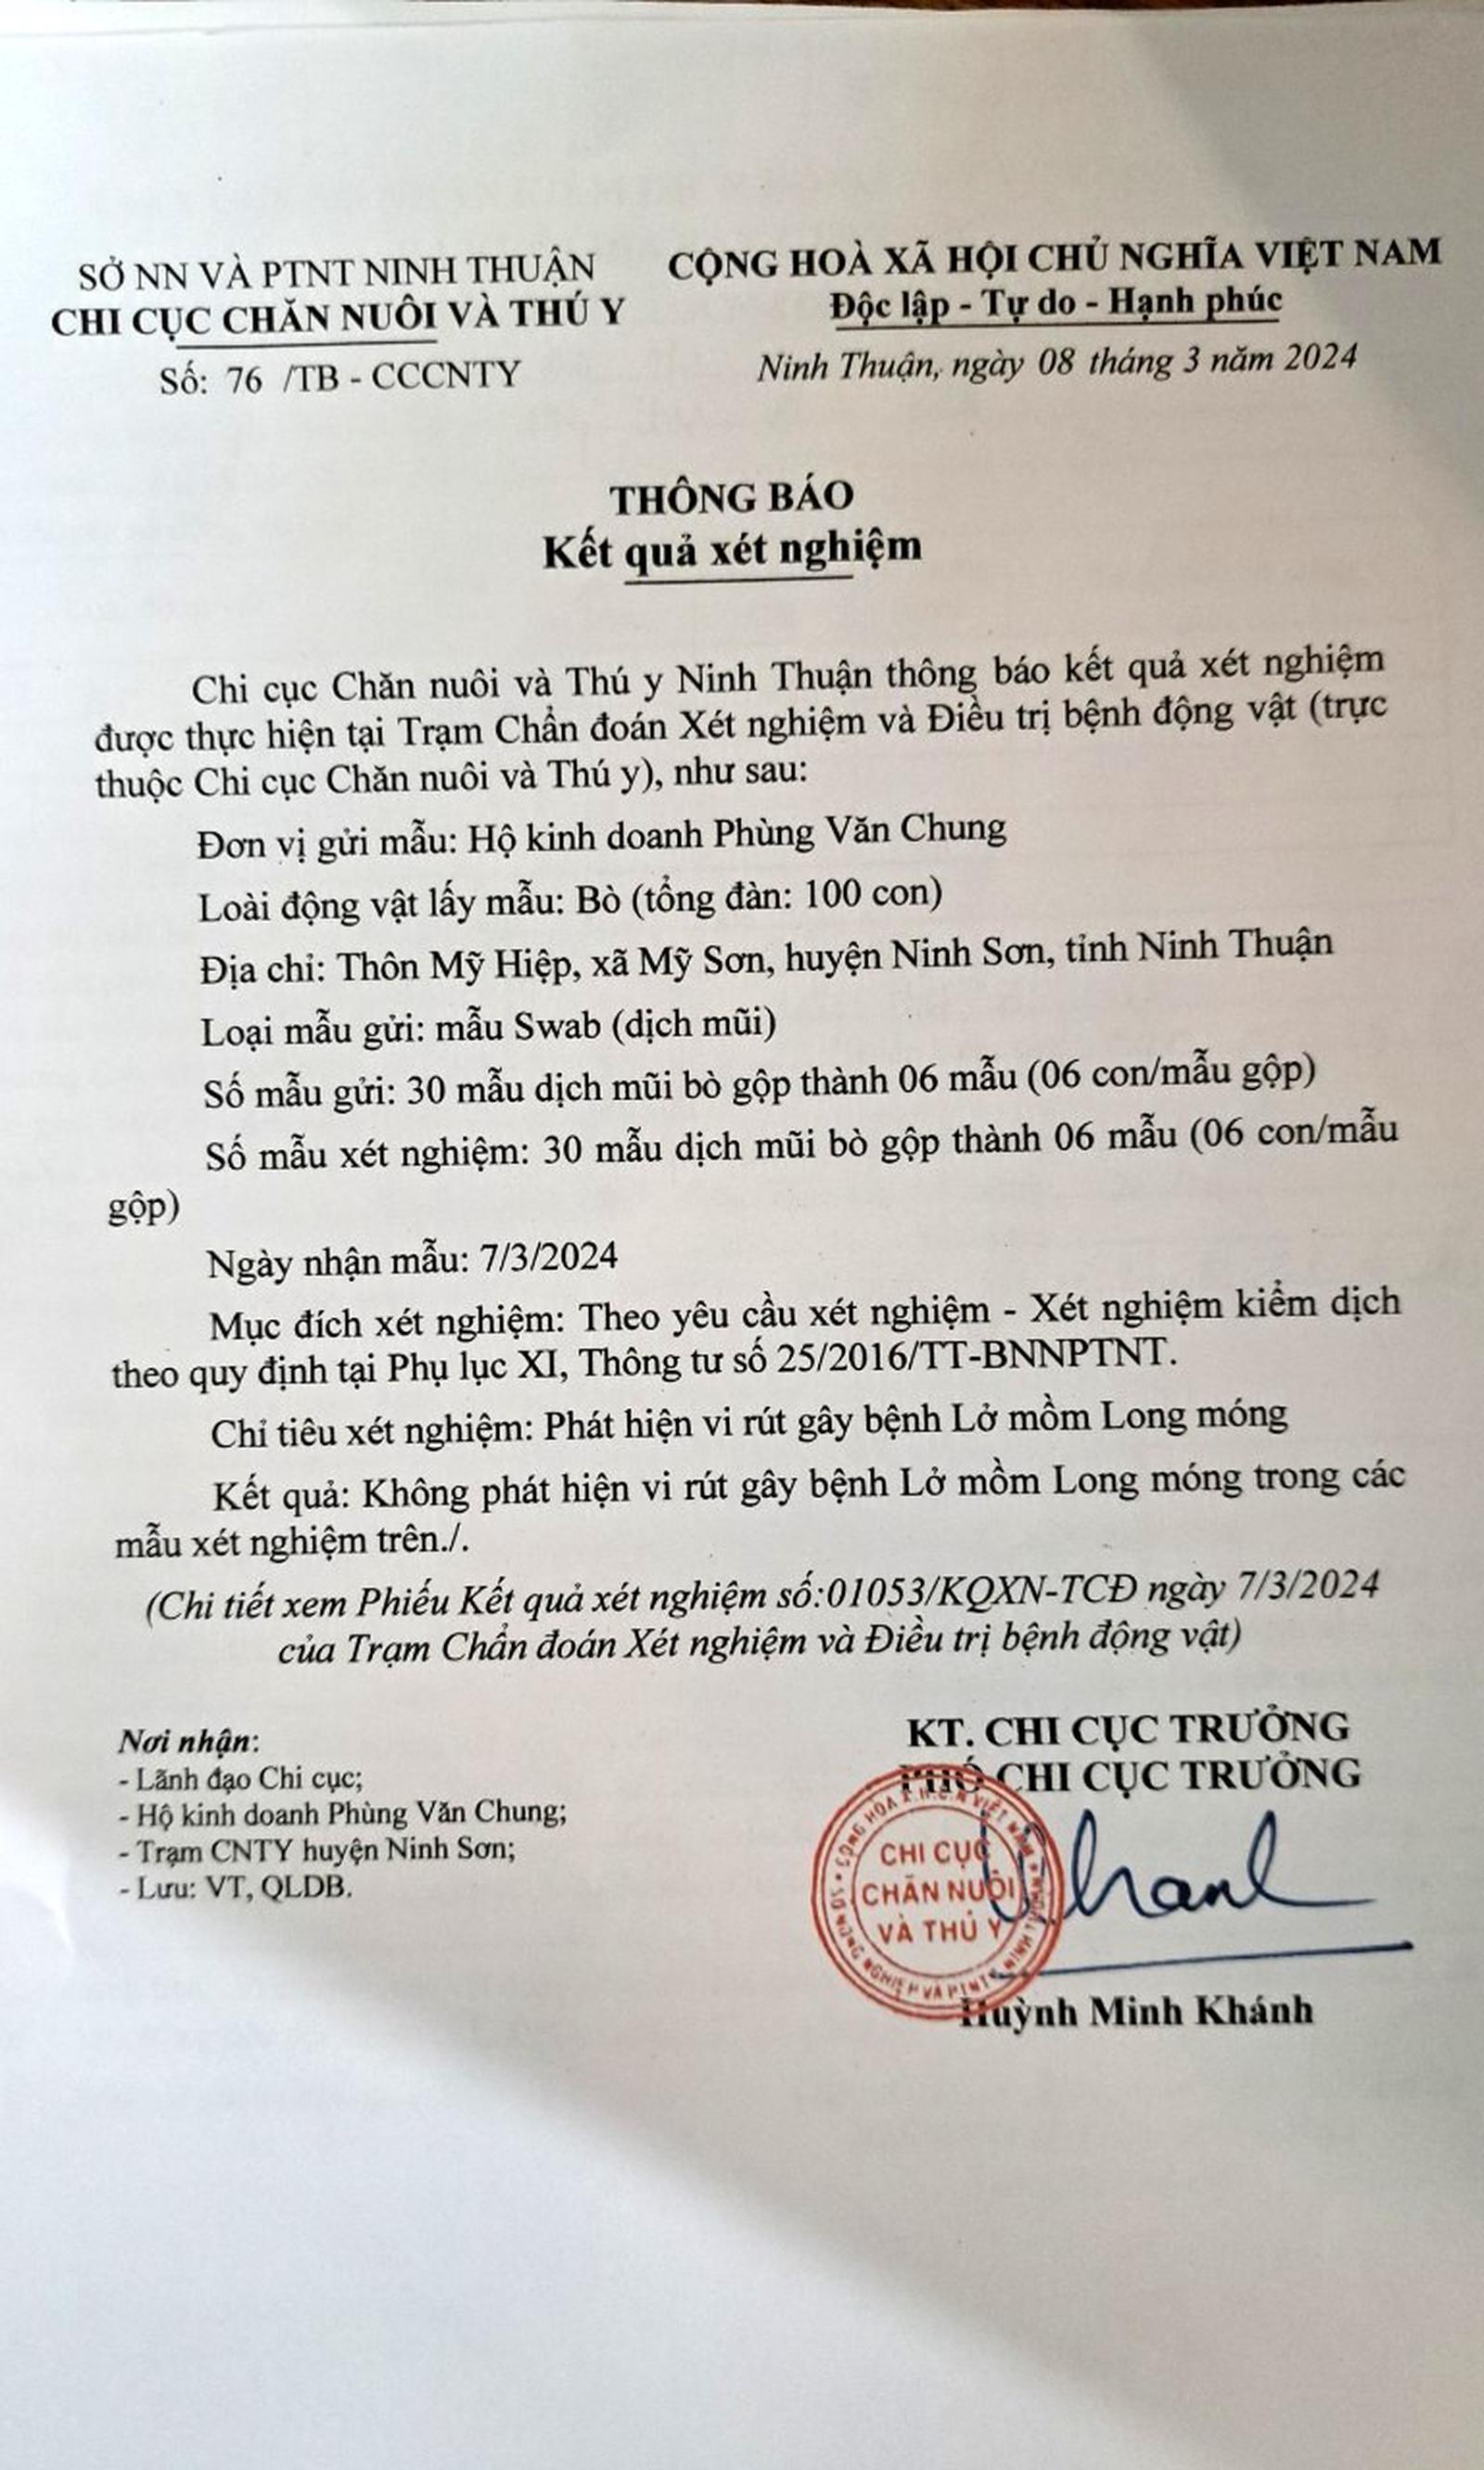 SỞ NN VÀ PTNT NINH THUẬN
CHI CỤC CHĂN NUÔI VÀ THÚ Y
Số: 76 /TB - CCCNTY
CỘNG HOÀ XÃ HỘI CHỦ NGHĨA VIỆT NAM
Độc lập - Tự do - Hạnh phúc
Ninh Thuận, ngày 08 tháng 3 năm 2024
THÔNG BÁO
Kết quả xét nghiệm
Chi cục Chăn nuôi và Thú y Ninh Thuận thông báo kết quả xét nghiệm
được thực hiện tại Trạm Chẩn đoán Xét nghiệm và Điều trị bệnh động vật (trực
thuộc Chi cục Chăn nuôi và Thú y), như sau:
Đơn vị gửi mẫu: Hộ kinh doanh Phùng Văn Chung
Loài động vật lấy mẫu: Bò (tổng đàn: 100 con)
Địa chỉ: Thôn Mỹ Hiệp, xã Mỹ Sơn, huyện Ninh Sơn, tỉnh Ninh Thuận
Loại mẫu gửi: mẫu Swab (dịch mũi)
Số mẫu gửi: 30 mẫu dịch mũi bò gộp thành 06 mẫu (06 con/mẫu gộp)
Số mẫu xét nghiệm: 30 mẫu dịch mũi bò gộp thành 06 mẫu (06 con/mẫu
gộp)
Ngày nhận mẫu: 7/3/2024
Mục đích xét nghiệm: Theo yêu cầu xét nghiệm - Xét nghiệm kiểm dịch
theo quy định tại Phụ lục XI, Thông tư số 25/2016/TT-BNNPTNT.
Chỉ tiêu xét nghiệm: Phát hiện vi rút gây bệnh Lở mồm Long móng
Kết quả: Không phát hiện vi rút gây bệnh Lở mồm Long móng trong các
mẫu xét nghiệm trên./.
(Chi tiết xem Phiếu Kết quả xét nghiệm số:01053/KQXN-TCĐ ngày 7/3/2024
của Trạm Chẩn đoán Xét nghiệm và Điều trị bệnh động vật)
Nơi nhận:
- Lãnh đạo Chi cục;
- Hộ kinh doanh Phùng Văn Chung;
- Trạm CNTY huyện Ninh Sơn;
- Lưu: VT, QLDB.
KT. CHI CỤC TRƯỞNG
PHÓ CHI CỤC TRƯỞNG
CỘNG HOÀ X.H.C.N VIỆT NAM
CHI CỤC
CHĂN NUÔI
VÀ THÚ Y
SỞ NÔNG NGHIỆP VÀ PTNT NINH THUẬN
Khanh
Huỳnh Minh Khánh